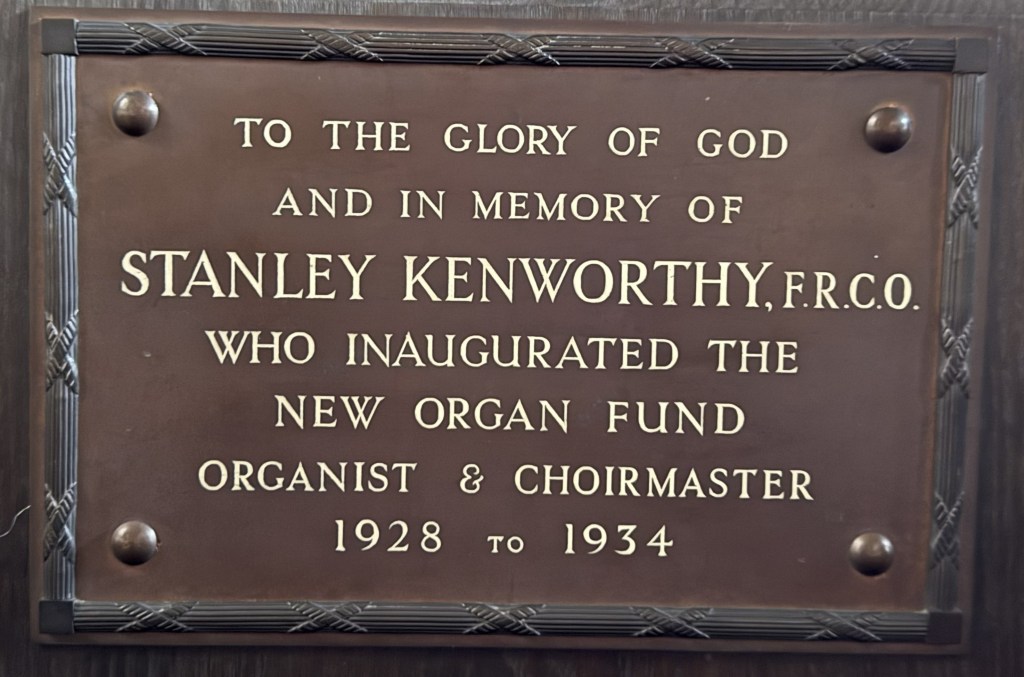 TO THE GLORY OF GOD
AND IN MEMORY OF
STANLEY KENWORTHY, F.R.C.O.
WHO INAUGURATED THE
NEW ORGAN FUND
ORGANIST & CHOIRMASTER
1928 TO 1934